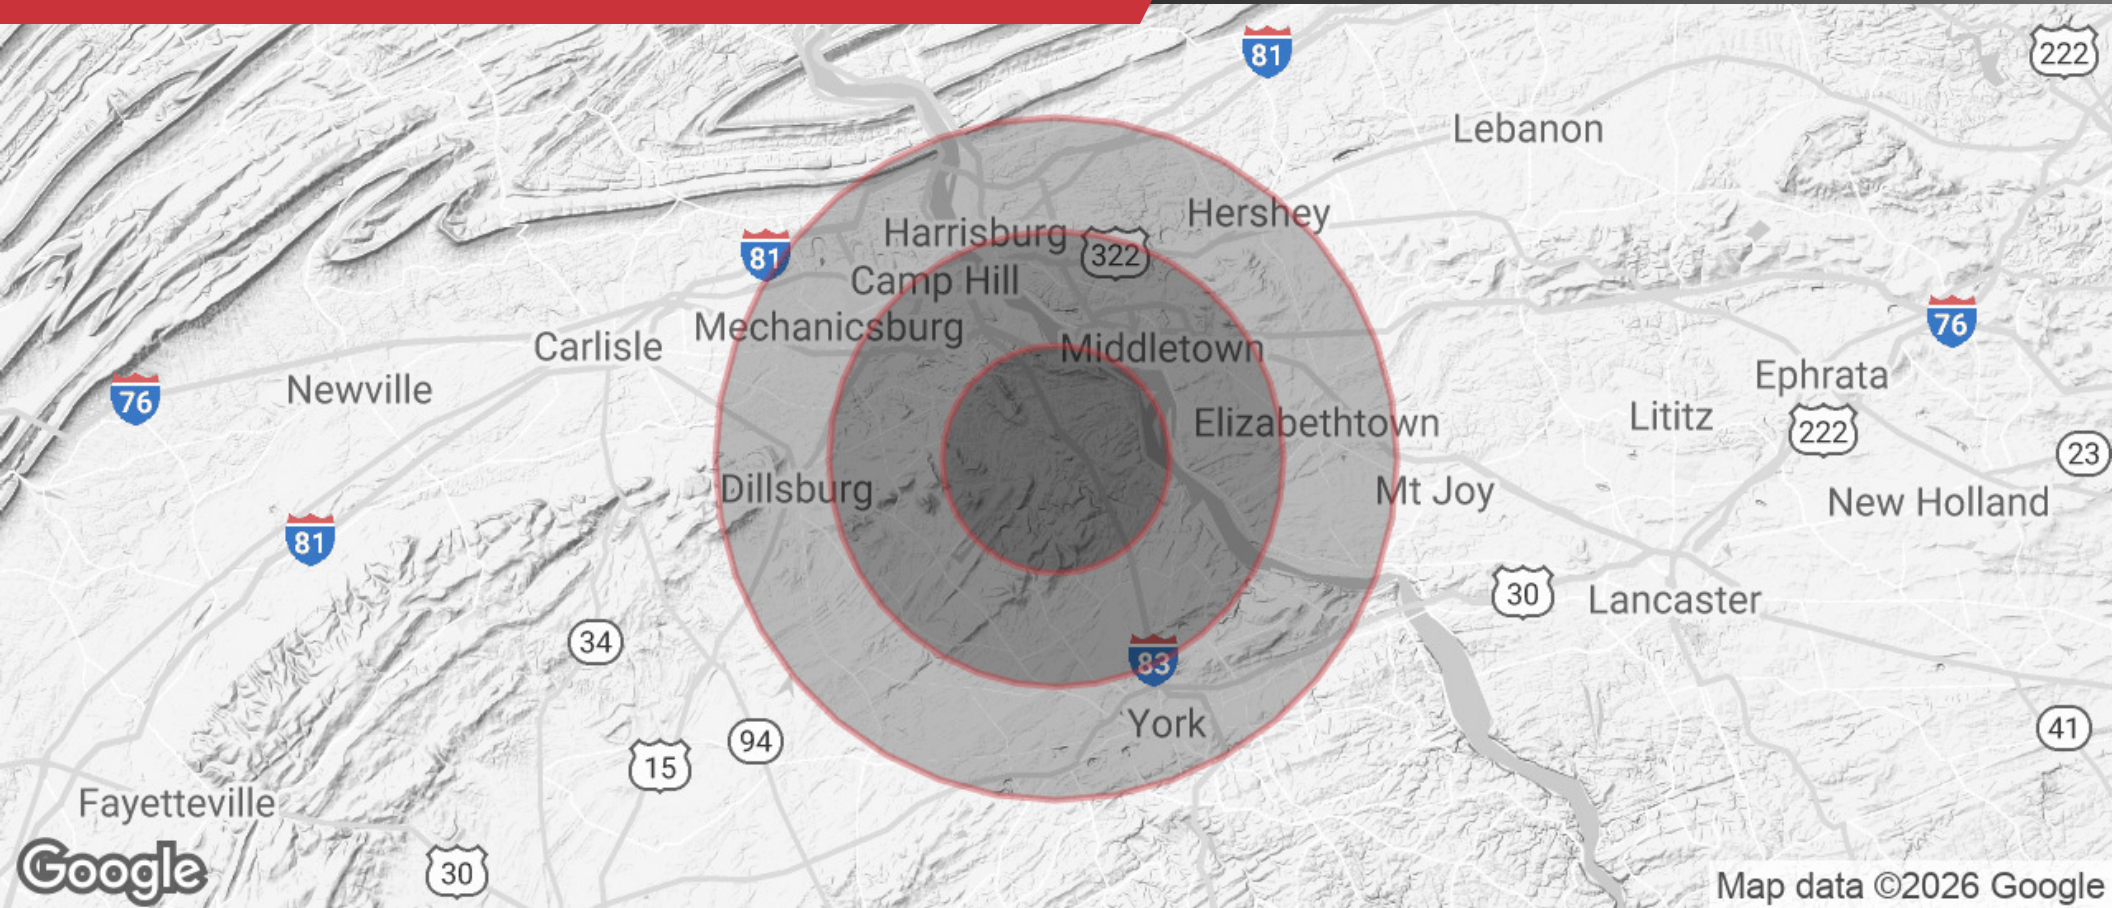 81
222
Lebanon
Hershey
Harrisburg
322
81
Camp Hill
Mechanicsburg
76
Carlisle
Middletown
Ephrata
Newville
76
Lititz
Elizabethtown
222
23
Dillsburg
Mt Joy
New Holland
81
30
Lancaster
34
83
York
41
94
15
Fayetteville
Google
30
Map data ©2026 Google